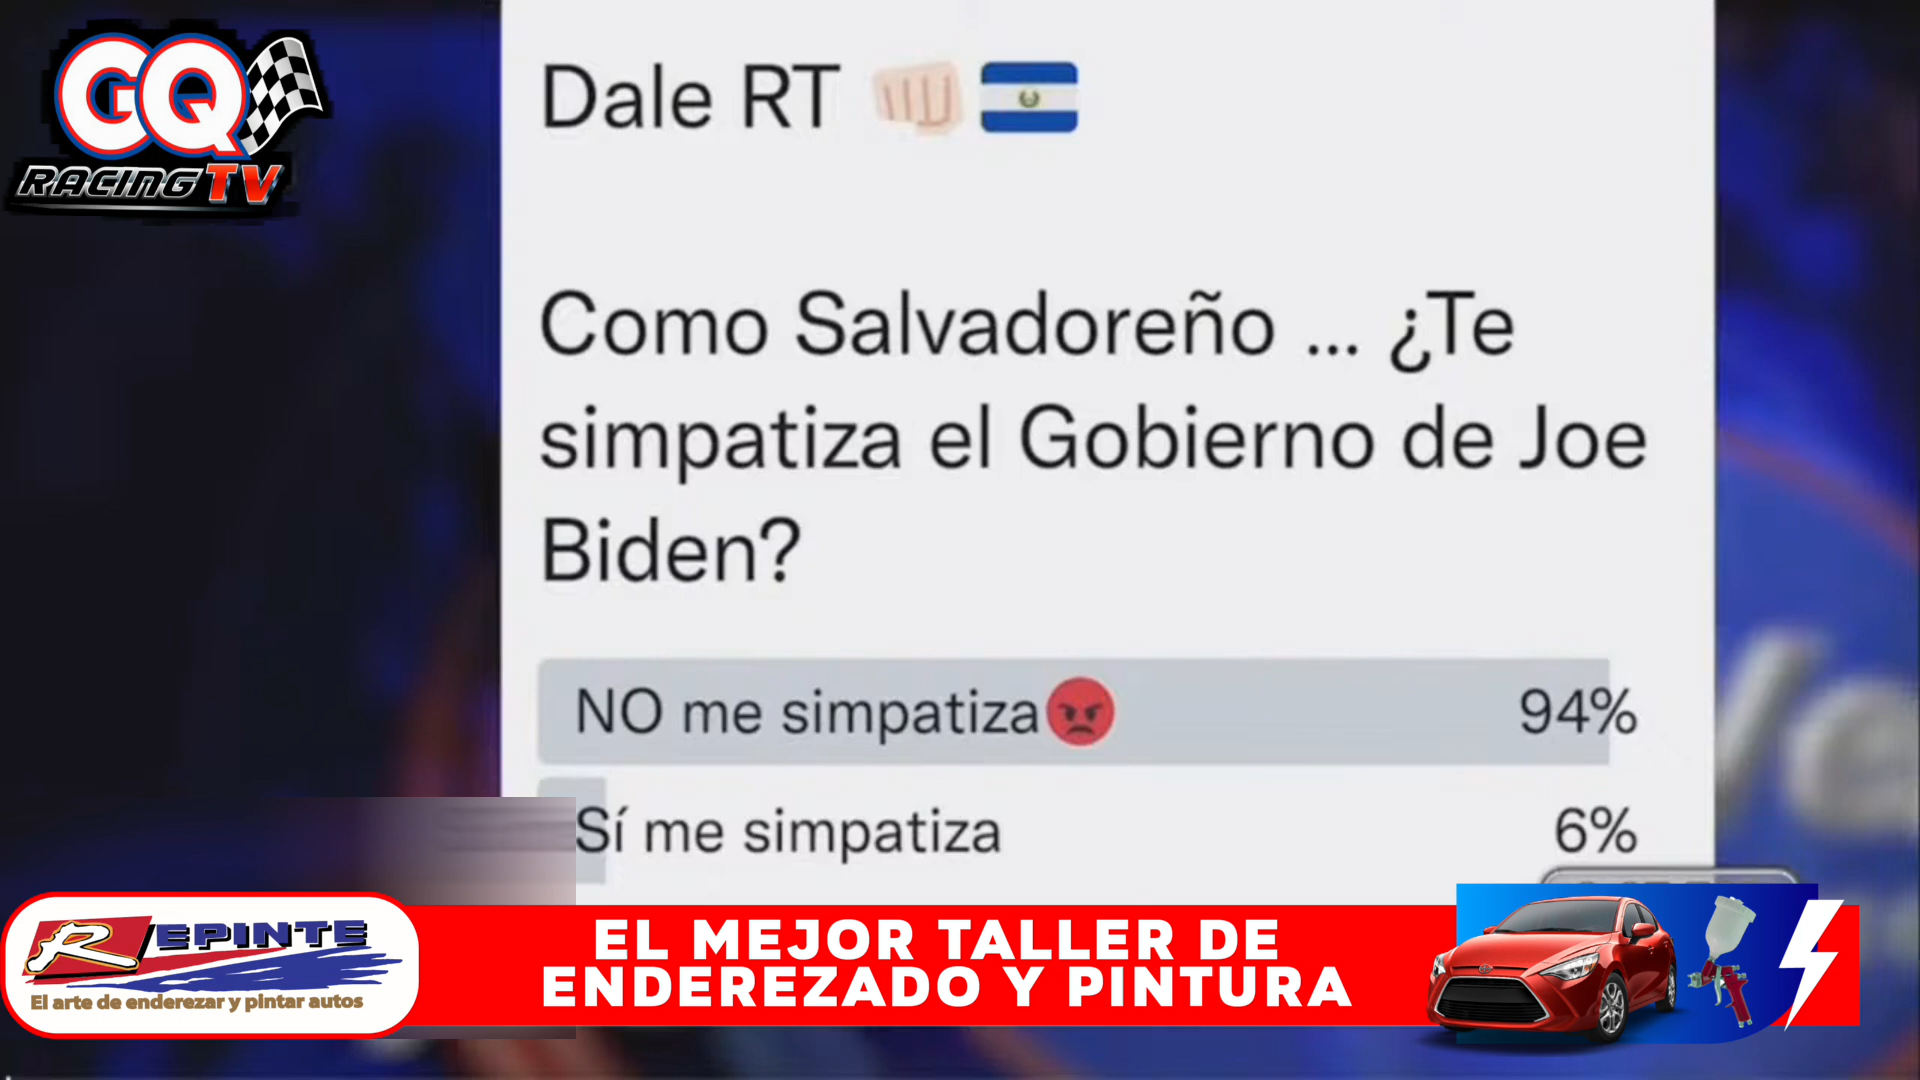 GQ
RACING TV
Dale RT 👊🏻🇸🇻
Como Salvadoreño ... ¿Te
simpatiza el Gobierno de Joe
Biden?
NO me simpatiza😡 94%
Sí me simpatiza 6%
REPINTE
El arte de enderezar y pintar autos
EL MEJOR TALLER DE
ENDEREZADO Y PINTURA